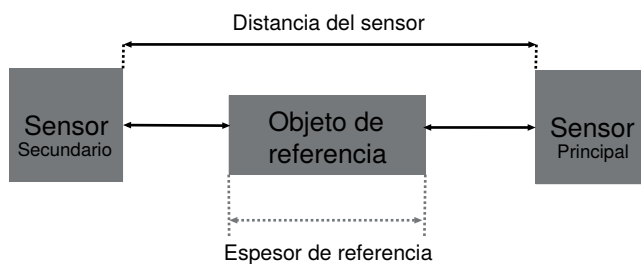 Distancia del sensor
Sensor
Secundario
Objeto de
referencia
Sensor
Principal
Espesor de referencia